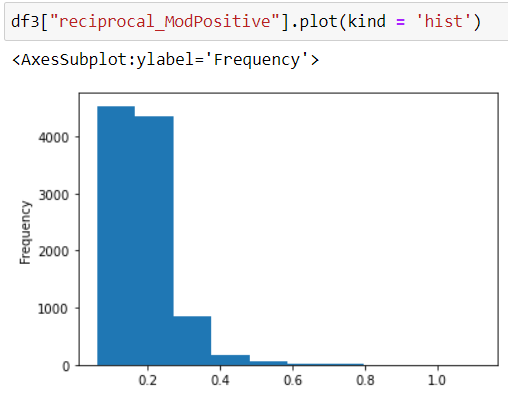 df3["reciprocal_ModPositive"].plot(kind = 'hist')
<AxesSubplot:ylabel='Frequency'>
Frequency
4000
3000
2000
1000
0
0.2 0.4 0.6 0.8 1.0